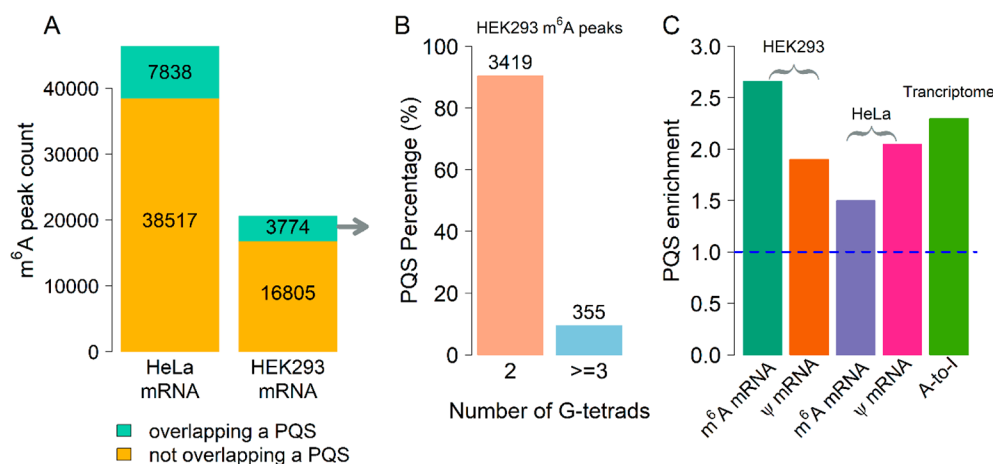 A
m⁶A peak count
40000
30000
20000
10000
0
7838
38517
3774
16805
HeLa
mRNA
HEK293
mRNA
overlapping a PQS
not overlapping a PQS
B
HEK293 m⁶A peaks
PQS Percentage (%)
100
80
60
40
20
0
3419
355
2
>=3
Number of G-tetrads
C
PQS enrichment
3.0
2.5
2.0
1.5
1.0
0.5
0.0
HEK293
HeLa
Trancriptome
m⁶A mRNA
ψ mRNA
m⁶A mRNA
ψ mRNA
A-to-I